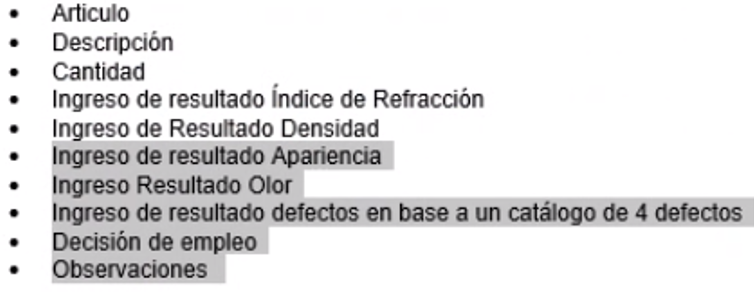 • Articulo
• Descripción
• Cantidad
• Ingreso de resultado Índice de Refracción
• Ingreso de Resultado Densidad
• Ingreso de resultado Apariencia
• Ingreso Resultado Olor
• Ingreso de resultado defectos en base a un catálogo de 4 defectos
• Decisión de empleo
• Observaciones